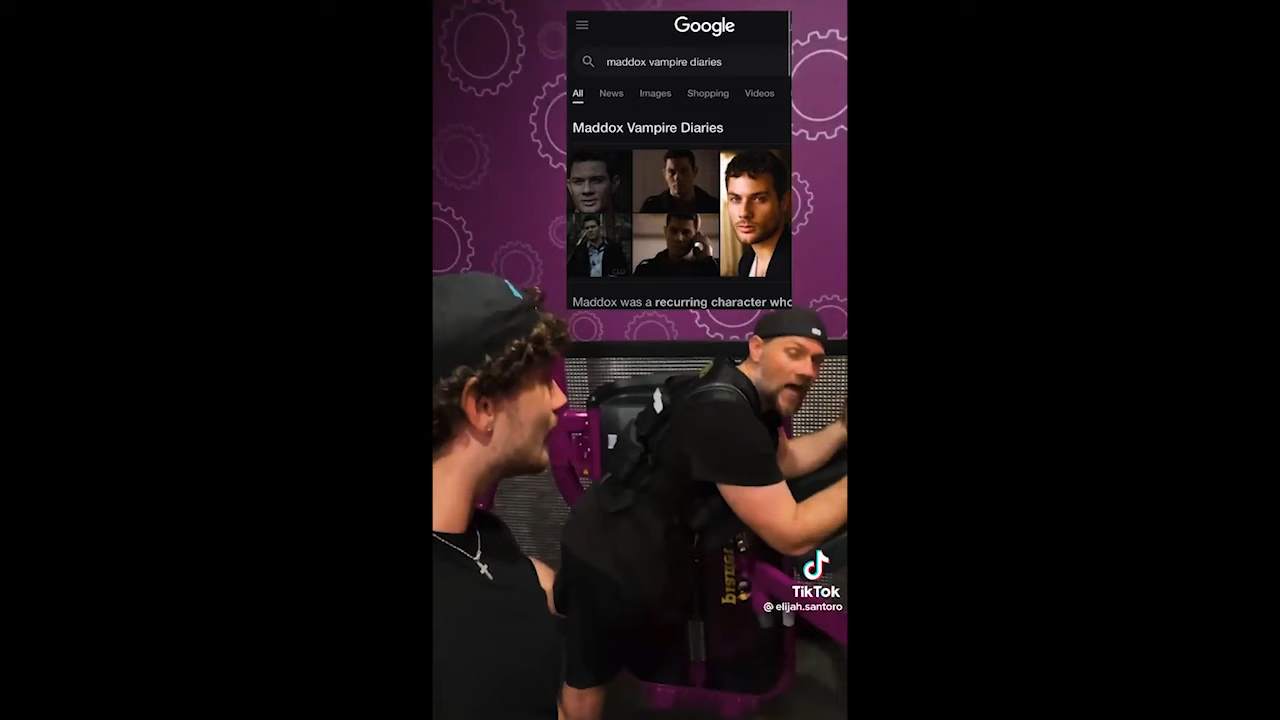 Google
maddox vampire diaries
All News Images Shopping Videos
Maddox Vampire Diaries
Maddox was a recurring character who
TikTok
@ elijah.santoro